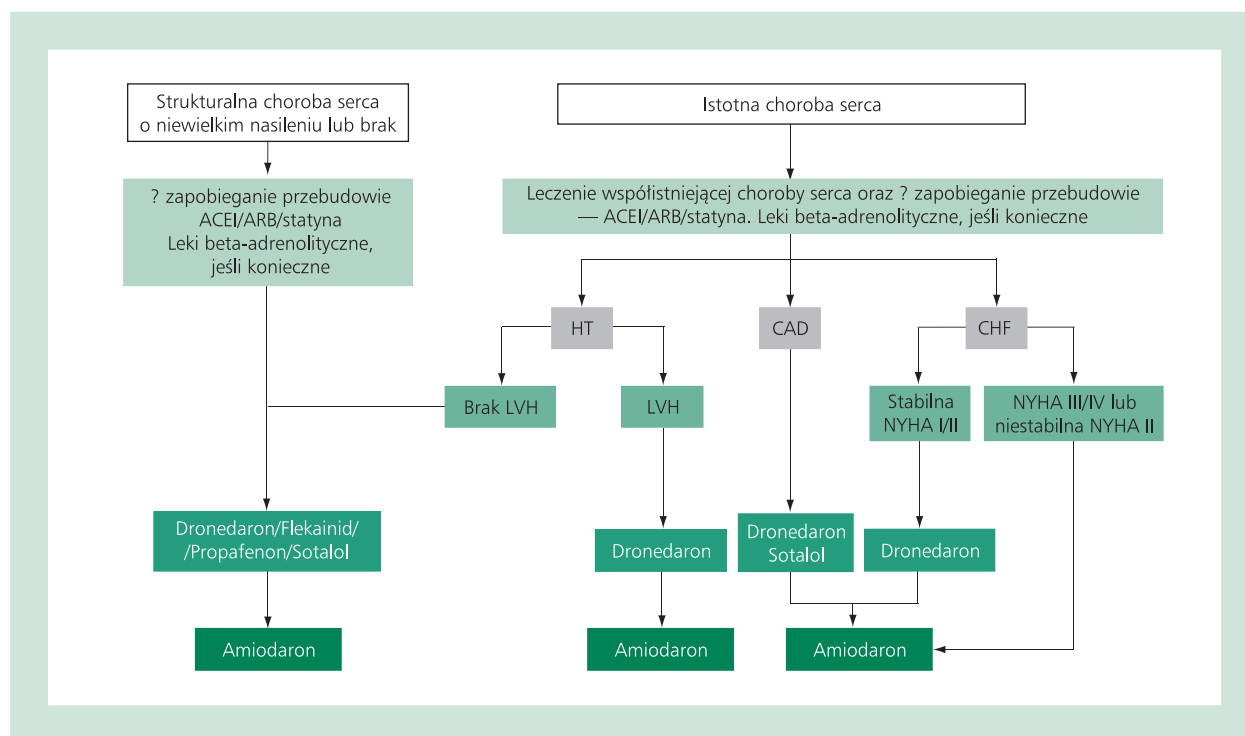 Strukturalna choroba serca
o niewielkim nasileniu lub brak
Istotna choroba serca
? zapobieganie przebudowie
ACEI/ARB/statyna
Leki beta-adrenolityczne,
jeśli konieczne
Leczenie współistniejącej choroby serca oraz ? zapobieganie przebudowie
— ACEI/ARB/statyna. Leki beta-adrenolityczne, jeśli konieczne
HT
CAD
CHF
Brak LVH
LVH
Stabilna
NYHA I/II
NYHA III/IV lub
niestabilna NYHA II
Dronedaron/Flekainid/
/Propafenon/Sotalol
Dronedaron
Dronedaron
Sotalol
Dronedaron
Amiodaron
Amiodaron
Amiodaron